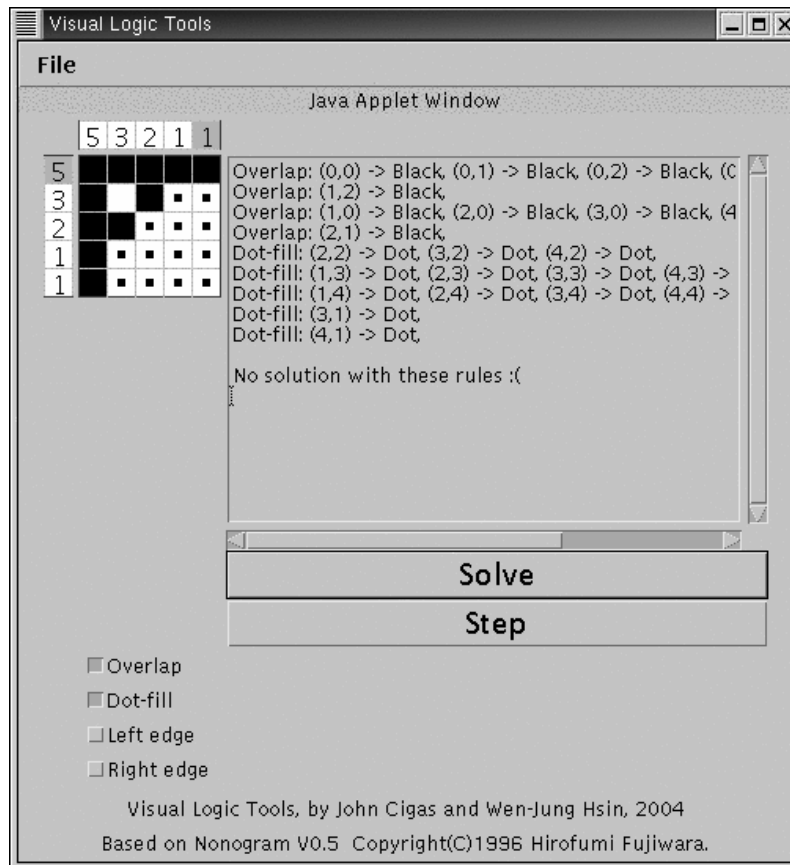 Visual Logic Tools
File
Java Applet Window
5 3 2 1 1
5
3
2
1
1
Overlap: (0,0) -> Black, (0,1) -> Black, (0,2) -> Black, (0
Overlap: (1,2) -> Black,
Overlap: (1,0) -> Black, (2,0) -> Black, (3,0) -> Black, (4
Overlap: (2,1) -> Black,
Dot-fill: (2,2) -> Dot, (3,2) -> Dot, (4,2) -> Dot,
Dot-fill: (1,3) -> Dot, (2,3) -> Dot, (3,3) -> Dot, (4,3) ->
Dot-fill: (1,4) -> Dot, (2,4) -> Dot, (3,4) -> Dot, (4,4) ->
Dot-fill: (3,1) -> Dot,
Dot-fill: (4,1) -> Dot,
No solution with these rules :(
Solve
Step
Overlap
Dot-fill
Left edge
Right edge
Visual Logic Tools, by John Cigas and Wen-Jung Hsin, 2004
Based on Nonogram V0.5 Copyright(C)1996 Hirofumi Fujiwara.